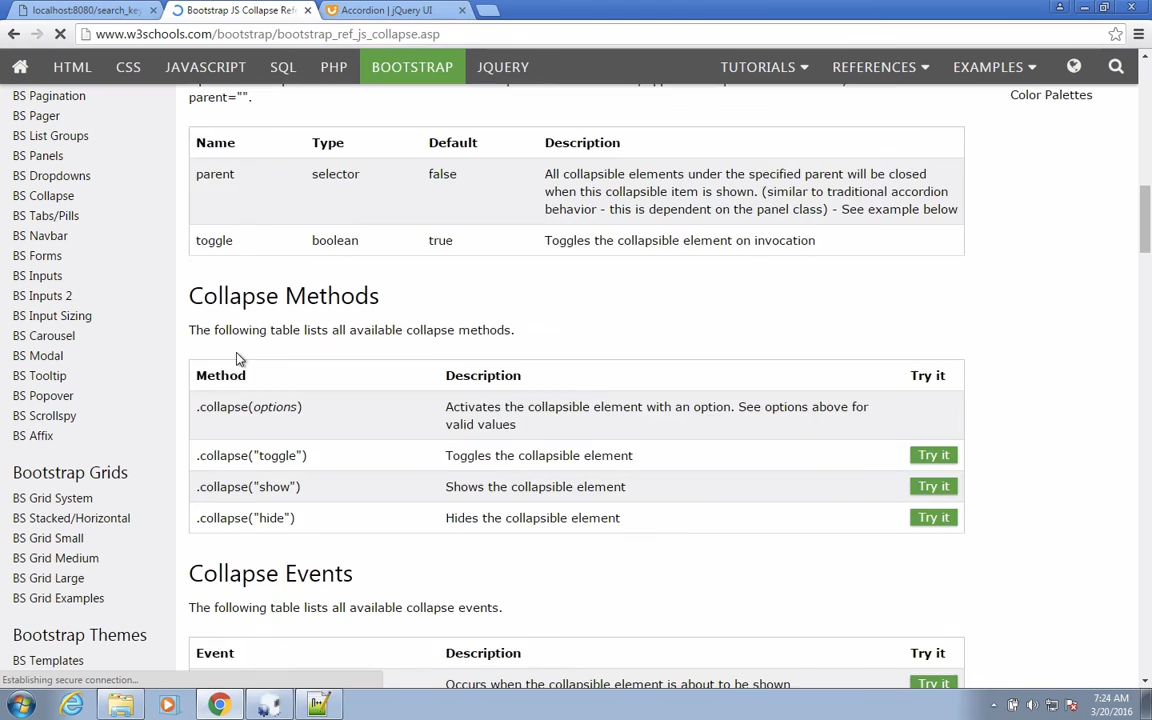 localhost:8080/search_key
Bootstrap JS Collapse Ref
Accordion | jQuery UI
www.w3schools.com/bootstrap/bootstrap_ref_js_collapse.asp
HTML CSS JAVASCRIPT SQL PHP BOOTSTRAP JQUERY TUTORIALS REFERENCES EXAMPLES
BS Pagination
BS Pager
BS List Groups
BS Panels
BS Dropdowns
BS Collapse
BS Tabs/Pills
BS Navbar
BS Forms
BS Inputs
BS Inputs 2
BS Input Sizing
BS Carousel
BS Modal
BS Tooltip
BS Popover
BS Scrollspy
BS Affix
Bootstrap Grids
BS Grid System
BS Stacked/Horizontal
BS Grid Small
BS Grid Medium
BS Grid Large
BS Grid Examples
Bootstrap Themes
BS Templates
parent="".
Name Type Default Description
parent selector false All collapsible elements under the specified parent will be closed
when this collapsible item is shown. (similar to traditional accordion
behavior - this is dependent on the panel class) - See example below
toggle boolean true Toggles the collapsible element on invocation
Collapse Methods
The following table lists all available collapse methods.
Method Description Try it
.collapse(options) Activates the collapsible element with an option. See options above for
valid values
.collapse("toggle") Toggles the collapsible element Try it
.collapse("show") Shows the collapsible element Try it
.collapse("hide") Hides the collapsible element Try it
Collapse Events
The following table lists all available collapse events.
Event Description Try it
Occurs when the collapsible element is about to be shown Try it
Color Palettes
Establishing secure connection...
7:24 AM
3/20/2016